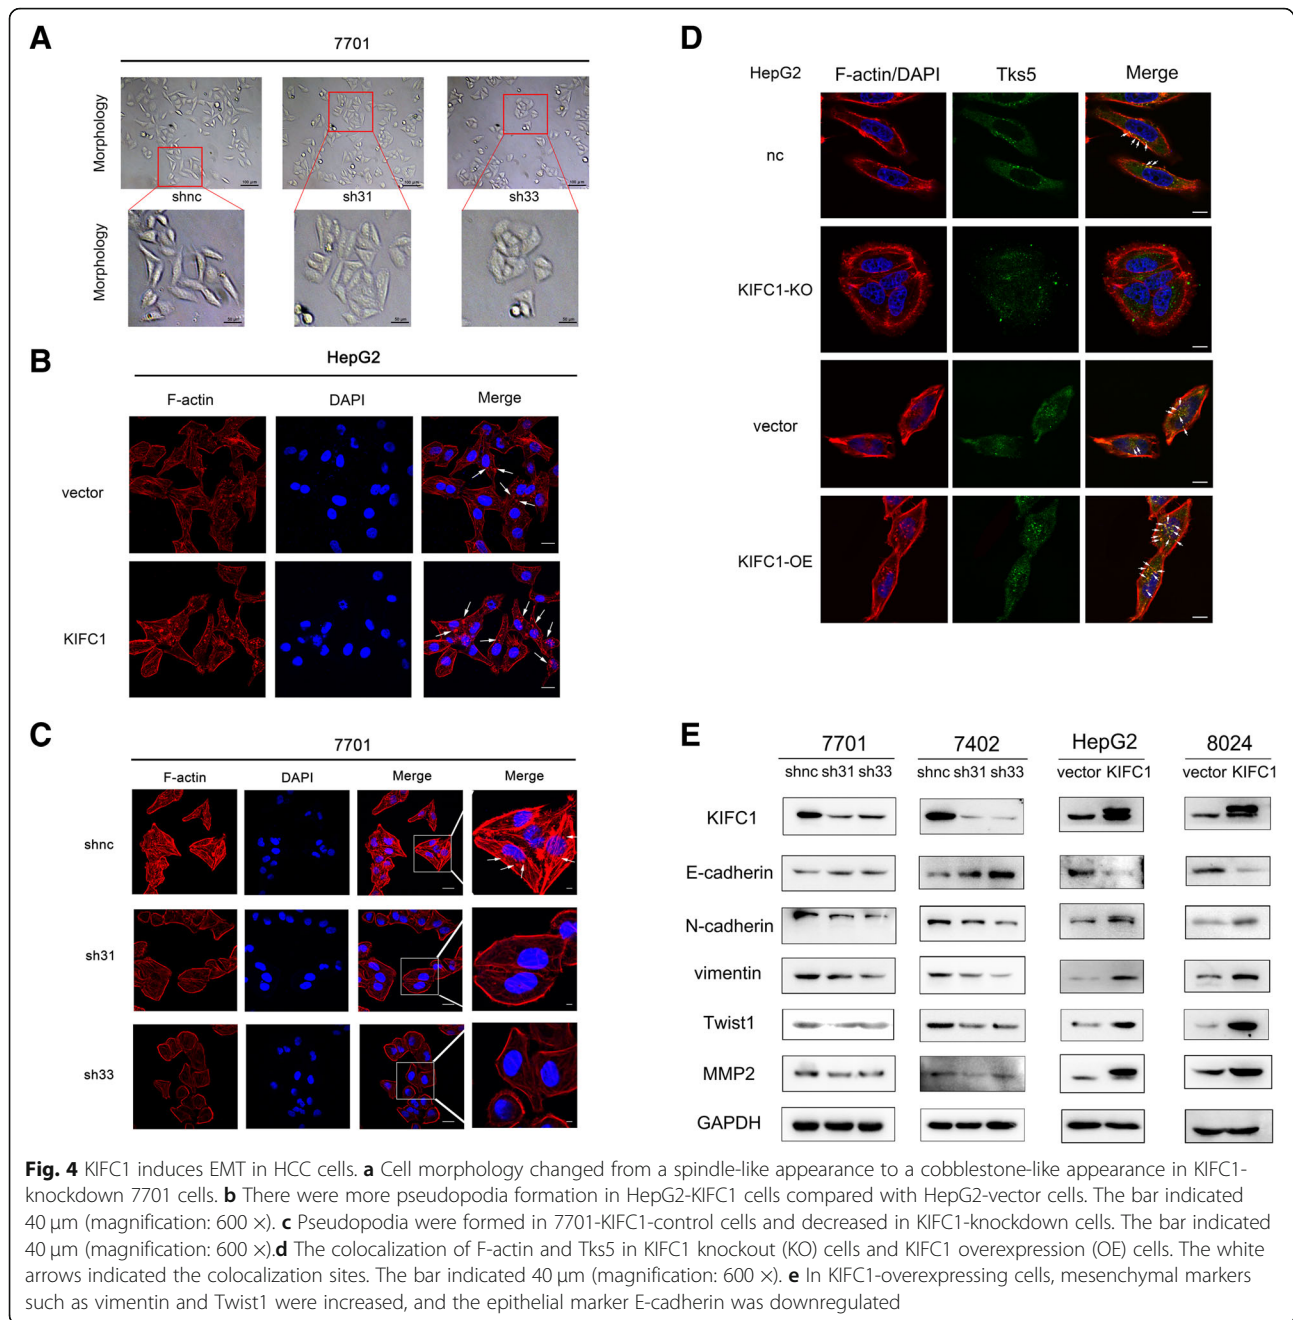 A
7701
Morphology
shnc sh31 sh33
Morphology
B
HepG2
F-actin DAPI Merge
vector
KIFC1
C
7701
F-actin DAPI Merge Merge
shnc
sh31
sh33
D
HepG2 F-actin/DAPI Tks5 Merge
nc
KIFC1-KO
vector
KIFC1-OE
E
7701 7402 HepG2 8024
shnc sh31 sh33 shnc sh31 sh33 vector KIFC1 vector KIFC1
KIFC1
E-cadherin
N-cadherin
vimentin
Twist1
MMP2
GAPDH
Fig. 4 KIFC1 induces EMT in HCC cells. a Cell morphology changed from a spindle-like appearance to a cobblestone-like appearance in KIFC1-
knockdown 7701 cells. b There were more pseudopodia formation in HepG2-KIFC1 cells compared with HepG2-vector cells. The bar indicated
40 μm (magnification: 600 ×). c Pseudopodia were formed in 7701-KIFC1-control cells and decreased in KIFC1-knockdown cells. The bar indicated
40 μm (magnification: 600 ×).d The colocalization of F-actin and Tks5 in KIFC1 knockout (KO) cells and KIFC1 overexpression (OE) cells. The white
arrows indicated the colocalization sites. The bar indicated 40 μm (magnification: 600 ×). e In KIFC1-overexpressing cells, mesenchymal markers
such as vimentin and Twist1 were increased, and the epithelial marker E-cadherin was downregulated